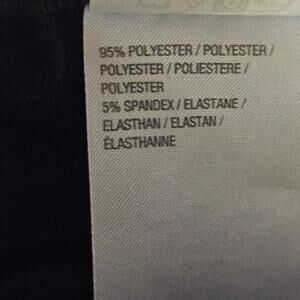 95% POLYESTER / POLYESTER /
POLYESTER / POLIESTERE /
POLYESTER
5% SPANDEX / ELASTANE /
ELASTHAN / ELASTAN /
ÉLASTHANNE